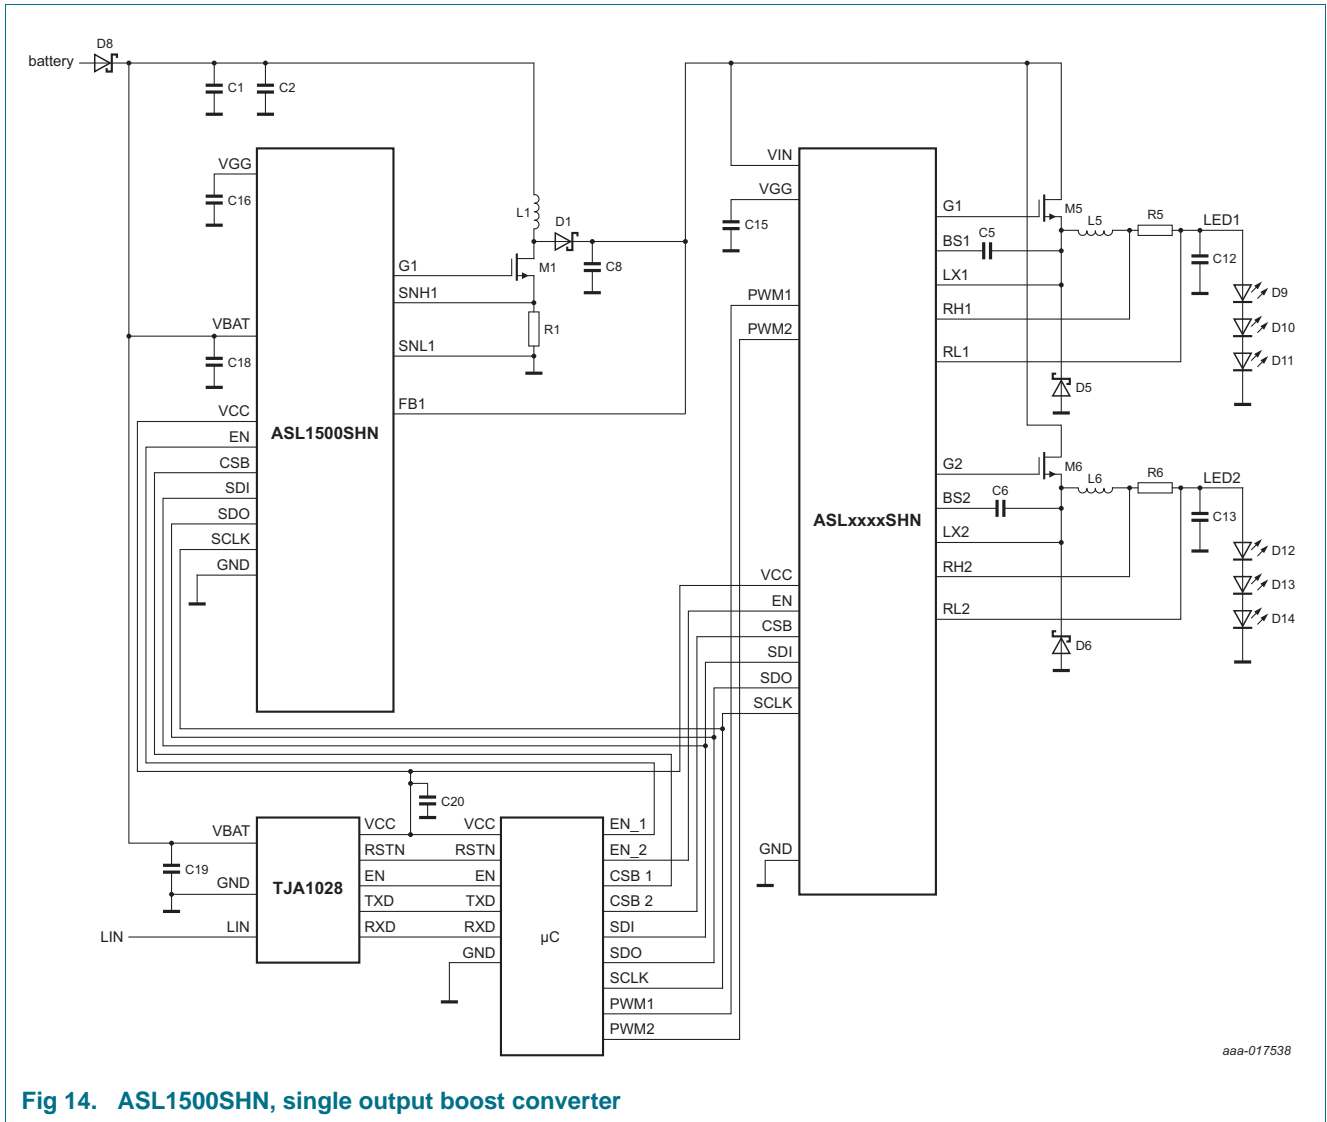 D8
battery
C1
C2
VGG
C16
VIN
VGG
C15
G1
M5
L5
R5
LED1
L1
D1
BS1
C5
C12
G1
M1
C8
LX1
D9
SNH1
PWM1
RH1
VBAT
R1
PWM2
D10
SNL1
C18
RL1
D11
D5
VCC
FB1
EN
ASL1500SHN
CSB
G2
M6
L6
R6
LED2
SDI
BS2
C6
SDO
ASLxxxxSHN
C13
SCLK
LX2
D12
GND
VCC
RH2
D13
EN
RL2
D14
CSB
D6
SDI
SDO
SCLK
C20
VBAT
VCC
VCC
EN_1
C19
RSTN
RSTN
EN_2
GND
GND
TJA1028
EN
EN
CSB 1
TXD
TXD
CSB 2
LIN
LIN
RXD
RXD
µC
SDI
GND
SDO
SCLK
PWM1
PWM2
aaa-017538
Fig 14. ASL1500SHN, single output boost converter